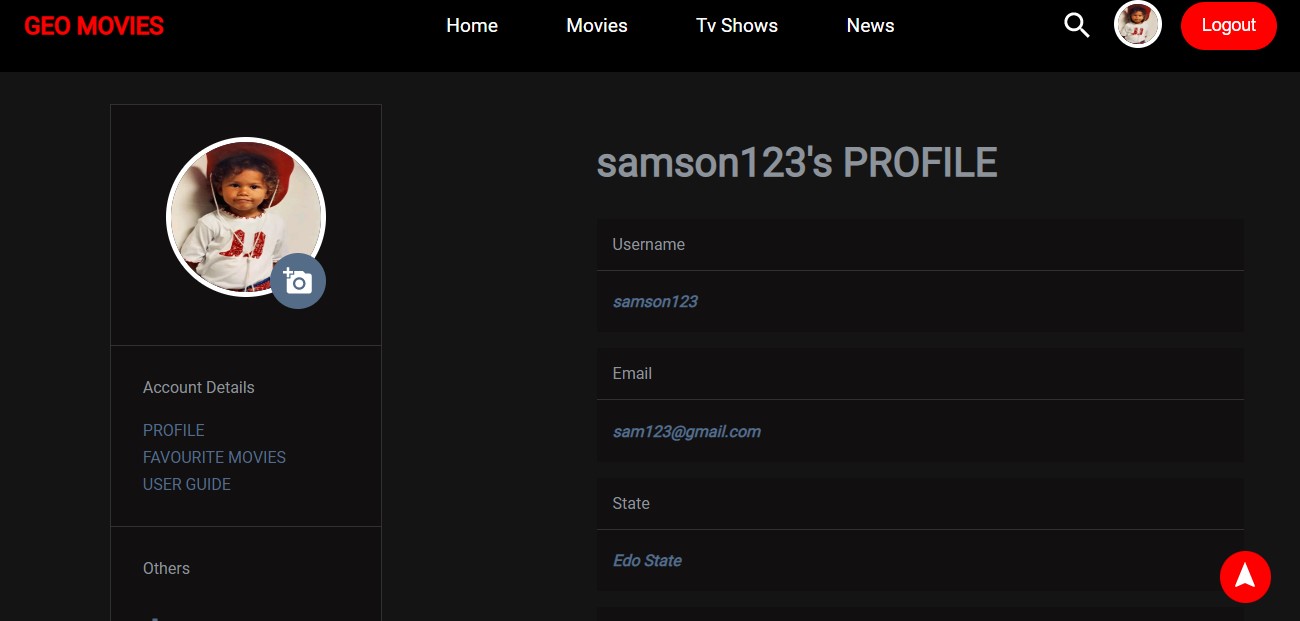 GEO MOVIES
Home
Movies
Tv Shows
News
Logout
samson123's PROFILE
Username
samson123
Email
sam123@gmail.com
State
Edo State
Account Details
PROFILE
FAVOURITE MOVIES
USER GUIDE
Others